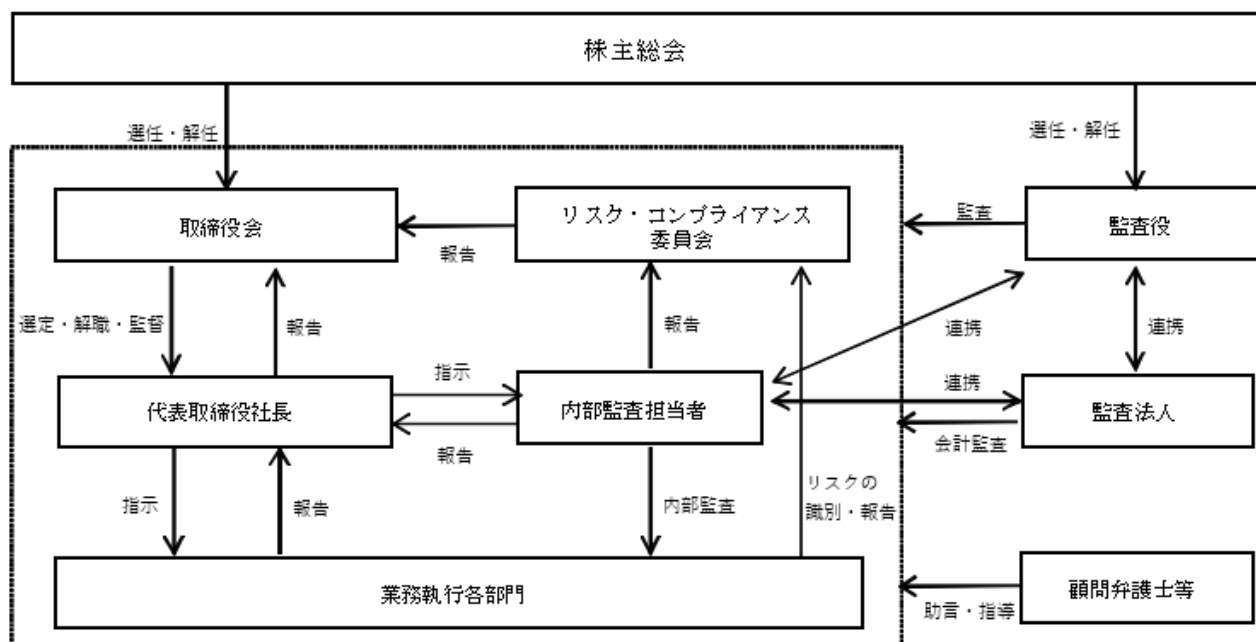 株主総会
選任・解任
選任・解任
取締役会
リスク・コンプライアンス
委員会
監査
監査役
報告
選定・解職・監督
報告
報告
連携
連携
指示
連携
代表取締役社長
内部監査担当者
監査法人
報告
会計監査
指示
報告
内部監査
リスクの
識別・報告
業務執行各部門
顧問弁護士等
助言・指導